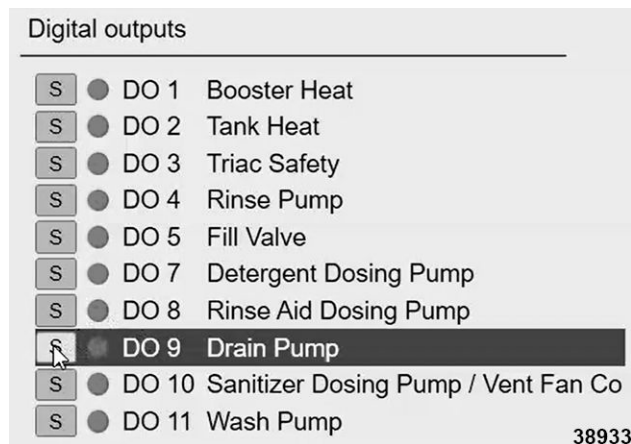 Digital outputs
S DO 1 Booster Heat
S DO 2 Tank Heat
S DO 3 Triac Safety
S DO 4 Rinse Pump
S DO 5 Fill Valve
S DO 7 Detergent Dosing Pump
S DO 8 Rinse Aid Dosing Pump
S DO 9 Drain Pump
S DO 10 Sanitizer Dosing Pump / Vent Fan Co
S DO 11 Wash Pump
38933